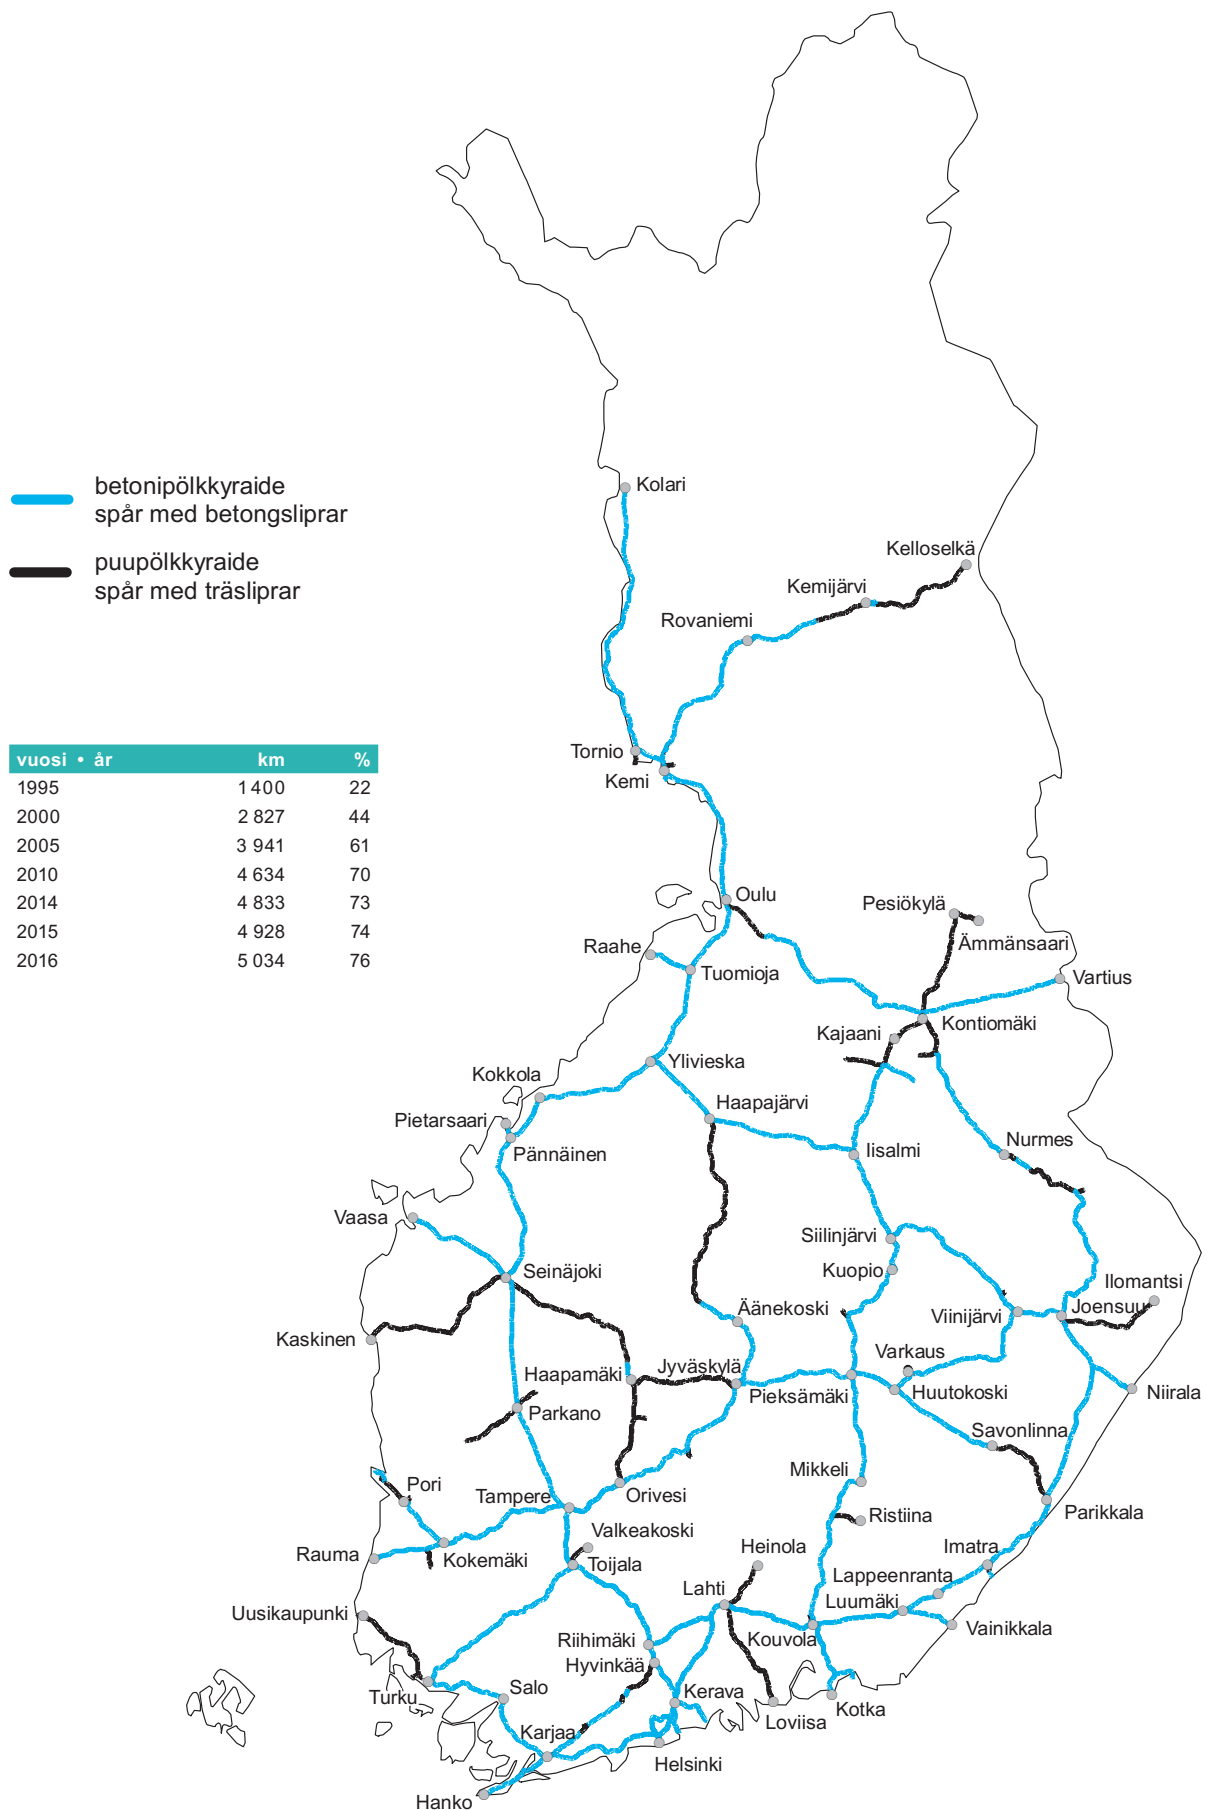 betonipölkkyraide
spår med betongsliprar
puupölkkyraide
spår med träsliprar
vuosi • år km %
1995 1 400 22
2000 2 827 44
2005 3 941 61
2010 4 634 70
2014 4 833 73
2015 4 928 74
2016 5 034 76
Kolari
Kelloselkä
Kemijärvi
Rovaniemi
Tornio
Kemi
Oulu
Pesiökylä
Ämmänsaari
Raahe
Tuomioja
Vartius
Kontiomäki
Kajaani
Ylivieska
Kokkola
Haapajärvi
Pietarsaari
Pännäinen
Iisalmi
Nurmes
Vaasa
Siilinjärvi
Seinäjoki
Kuopio
Ilomantsi
Äänekoski
Viinijärvi
Joensuu
Kaskinen
Varkaus
Haapamäki
Jyväskylä
Pieksämäki
Huutokoski
Niirala
Parkano
Savonlinna
Mikkeli
Pori
Tampere
Orivesi
Ristiina
Parikkala
Valkeakoski
Rauma
Kokemäki
Toijala
Heinola
Imatra
Lappeenranta
Lahti
Luumäki
Uusikaupunki
Vainikkala
Riihimäki
Kouvola
Hyvinkää
Turku
Salo
Kerava
Loviisa
Kotka
Karjaa
Helsinki
Hanko